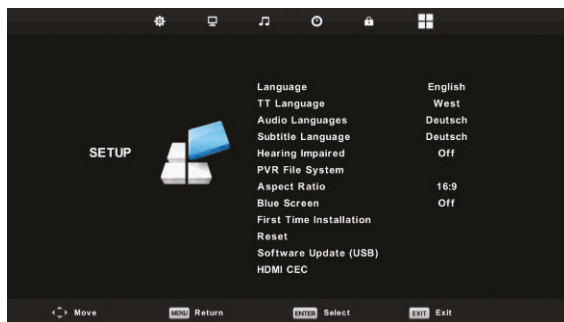 Language English
TT Language West
Audio Languages Deutsch
Subtitle Language Deutsch
SETUP Hearing Impaired Off
PVR File System
Aspect Ratio 16:9
Blue Screen Off
First Time Installation
Reset
Software Update (USB)
HDMI CEC
Move MENU Return ENTER Select EXIT Exit